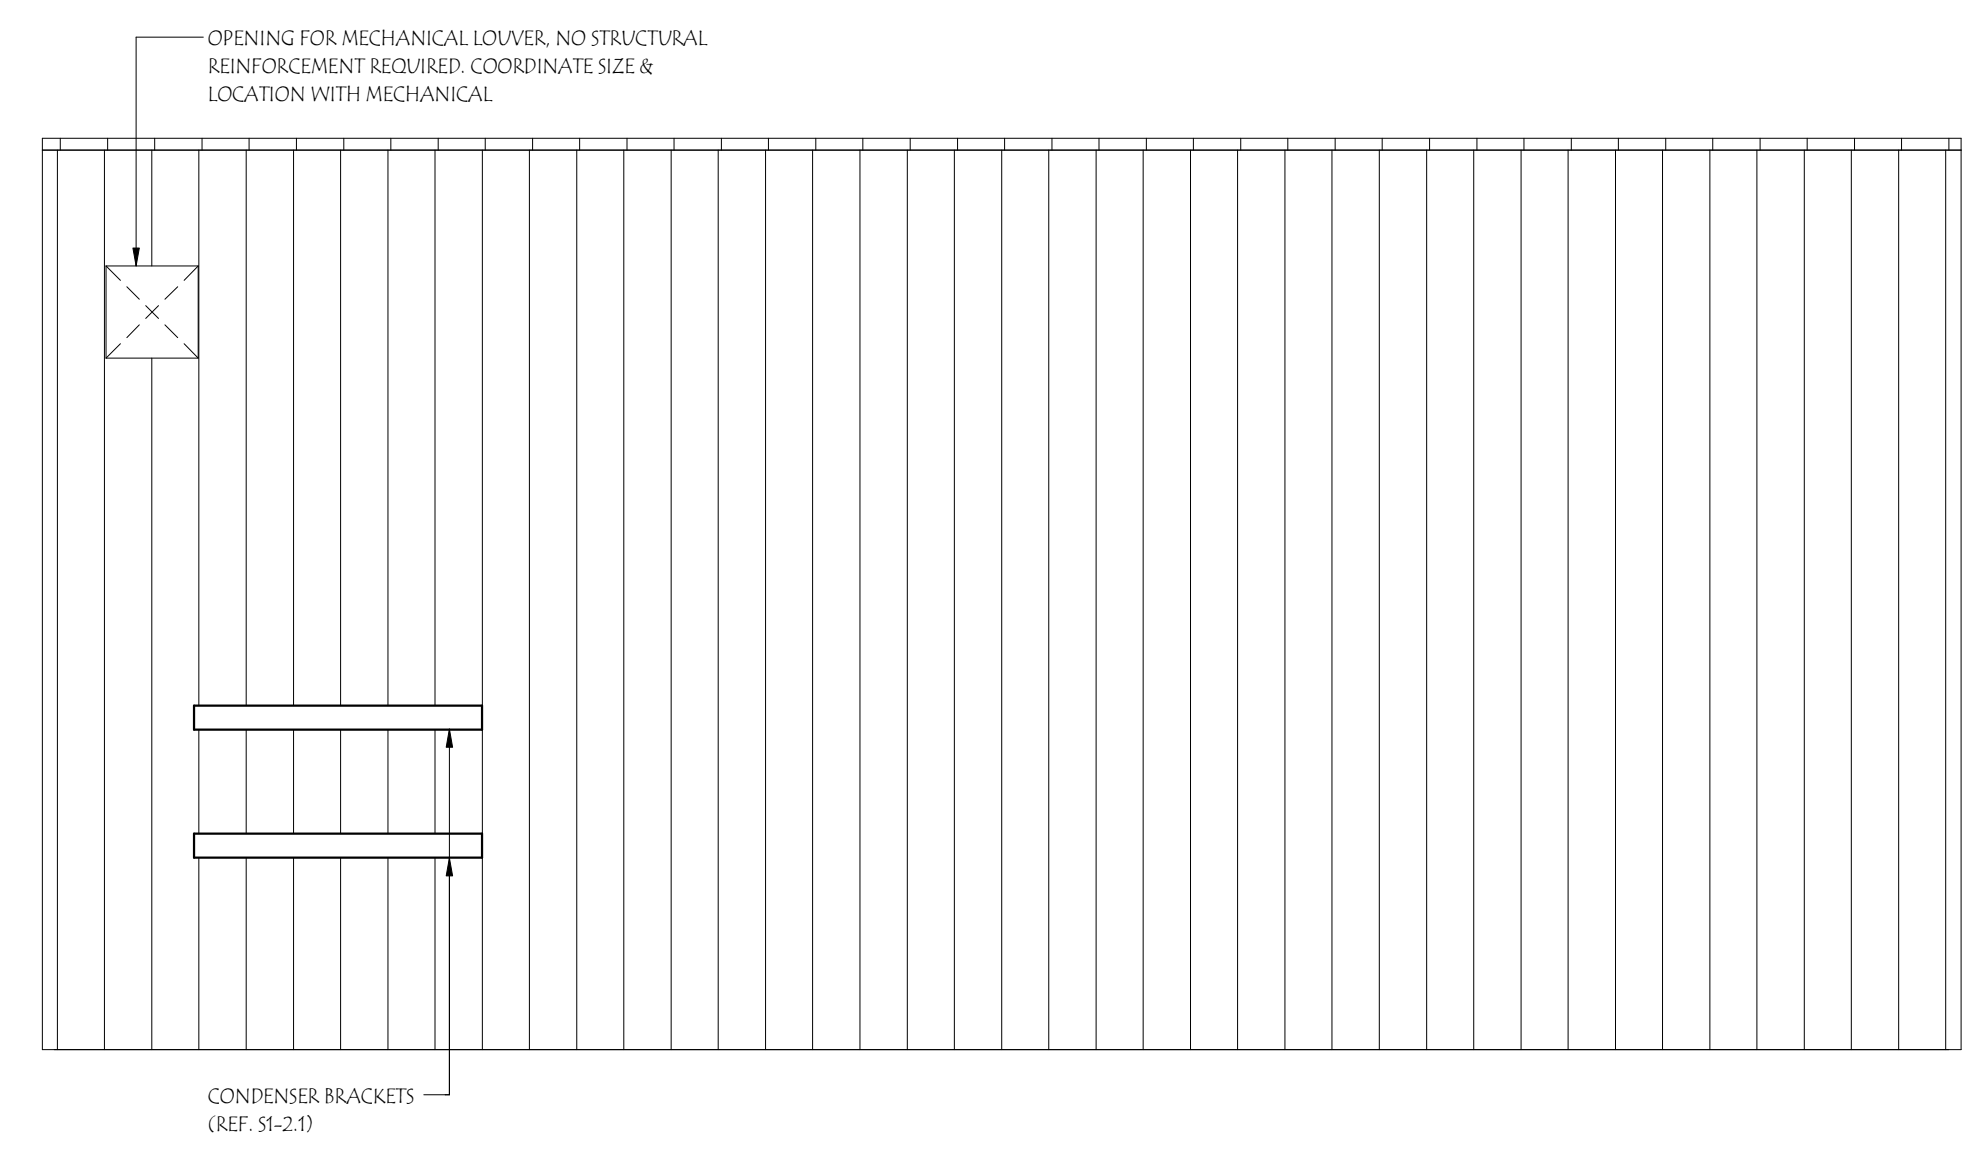 OPENING FOR MECHANICAL LOUVER, NO STRUCTURAL
REINFORCEMENT REQUIRED. COORDINATE SIZE &
LOCATION WITH MECHANICAL
CONDENSER BRACKETS
(REF. S1-2.1)